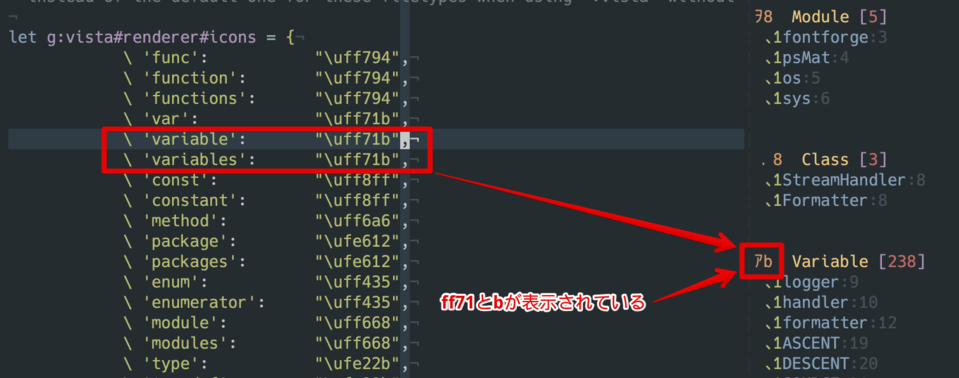 instead of the default one for these filetypes when using `:Vista` without
¬
let g:vista#renderer#icons = {¬
\ 'func': "\uff794",¬
\ 'function': "\uff794",¬
\ 'functions': "\uff794",¬
\ 'var': "\uff71b",¬
\ 'variable': "\uff71b",¬
\ 'variables': "\uff71b",¬
\ 'const': "\uff8ff",¬
\ 'constant': "\uff8ff",¬
\ 'method': "\uff6a6",¬
\ 'package': "\ufe612",¬
\ 'packages': "\ufe612",¬
\ 'enum': "\uff435",¬
\ 'enumerator': "\uff435",¬
\ 'module': "\uff668",¬
\ 'modules': "\uff668",¬
\ 'type': "\ufe22b",¬
ｦ8 Module [5]
､1fontforge:3
､1psMat:4
､1os:5
､1sys:6
. 8 Class [3]
､1StreamHandler:8
､1Formatter:8
ｱb Variable [238]
､1logger:9
､1handler:10
､1formatter:12
､1ASCENT:19
､1DESCENT:20
ff71とbが表示されている